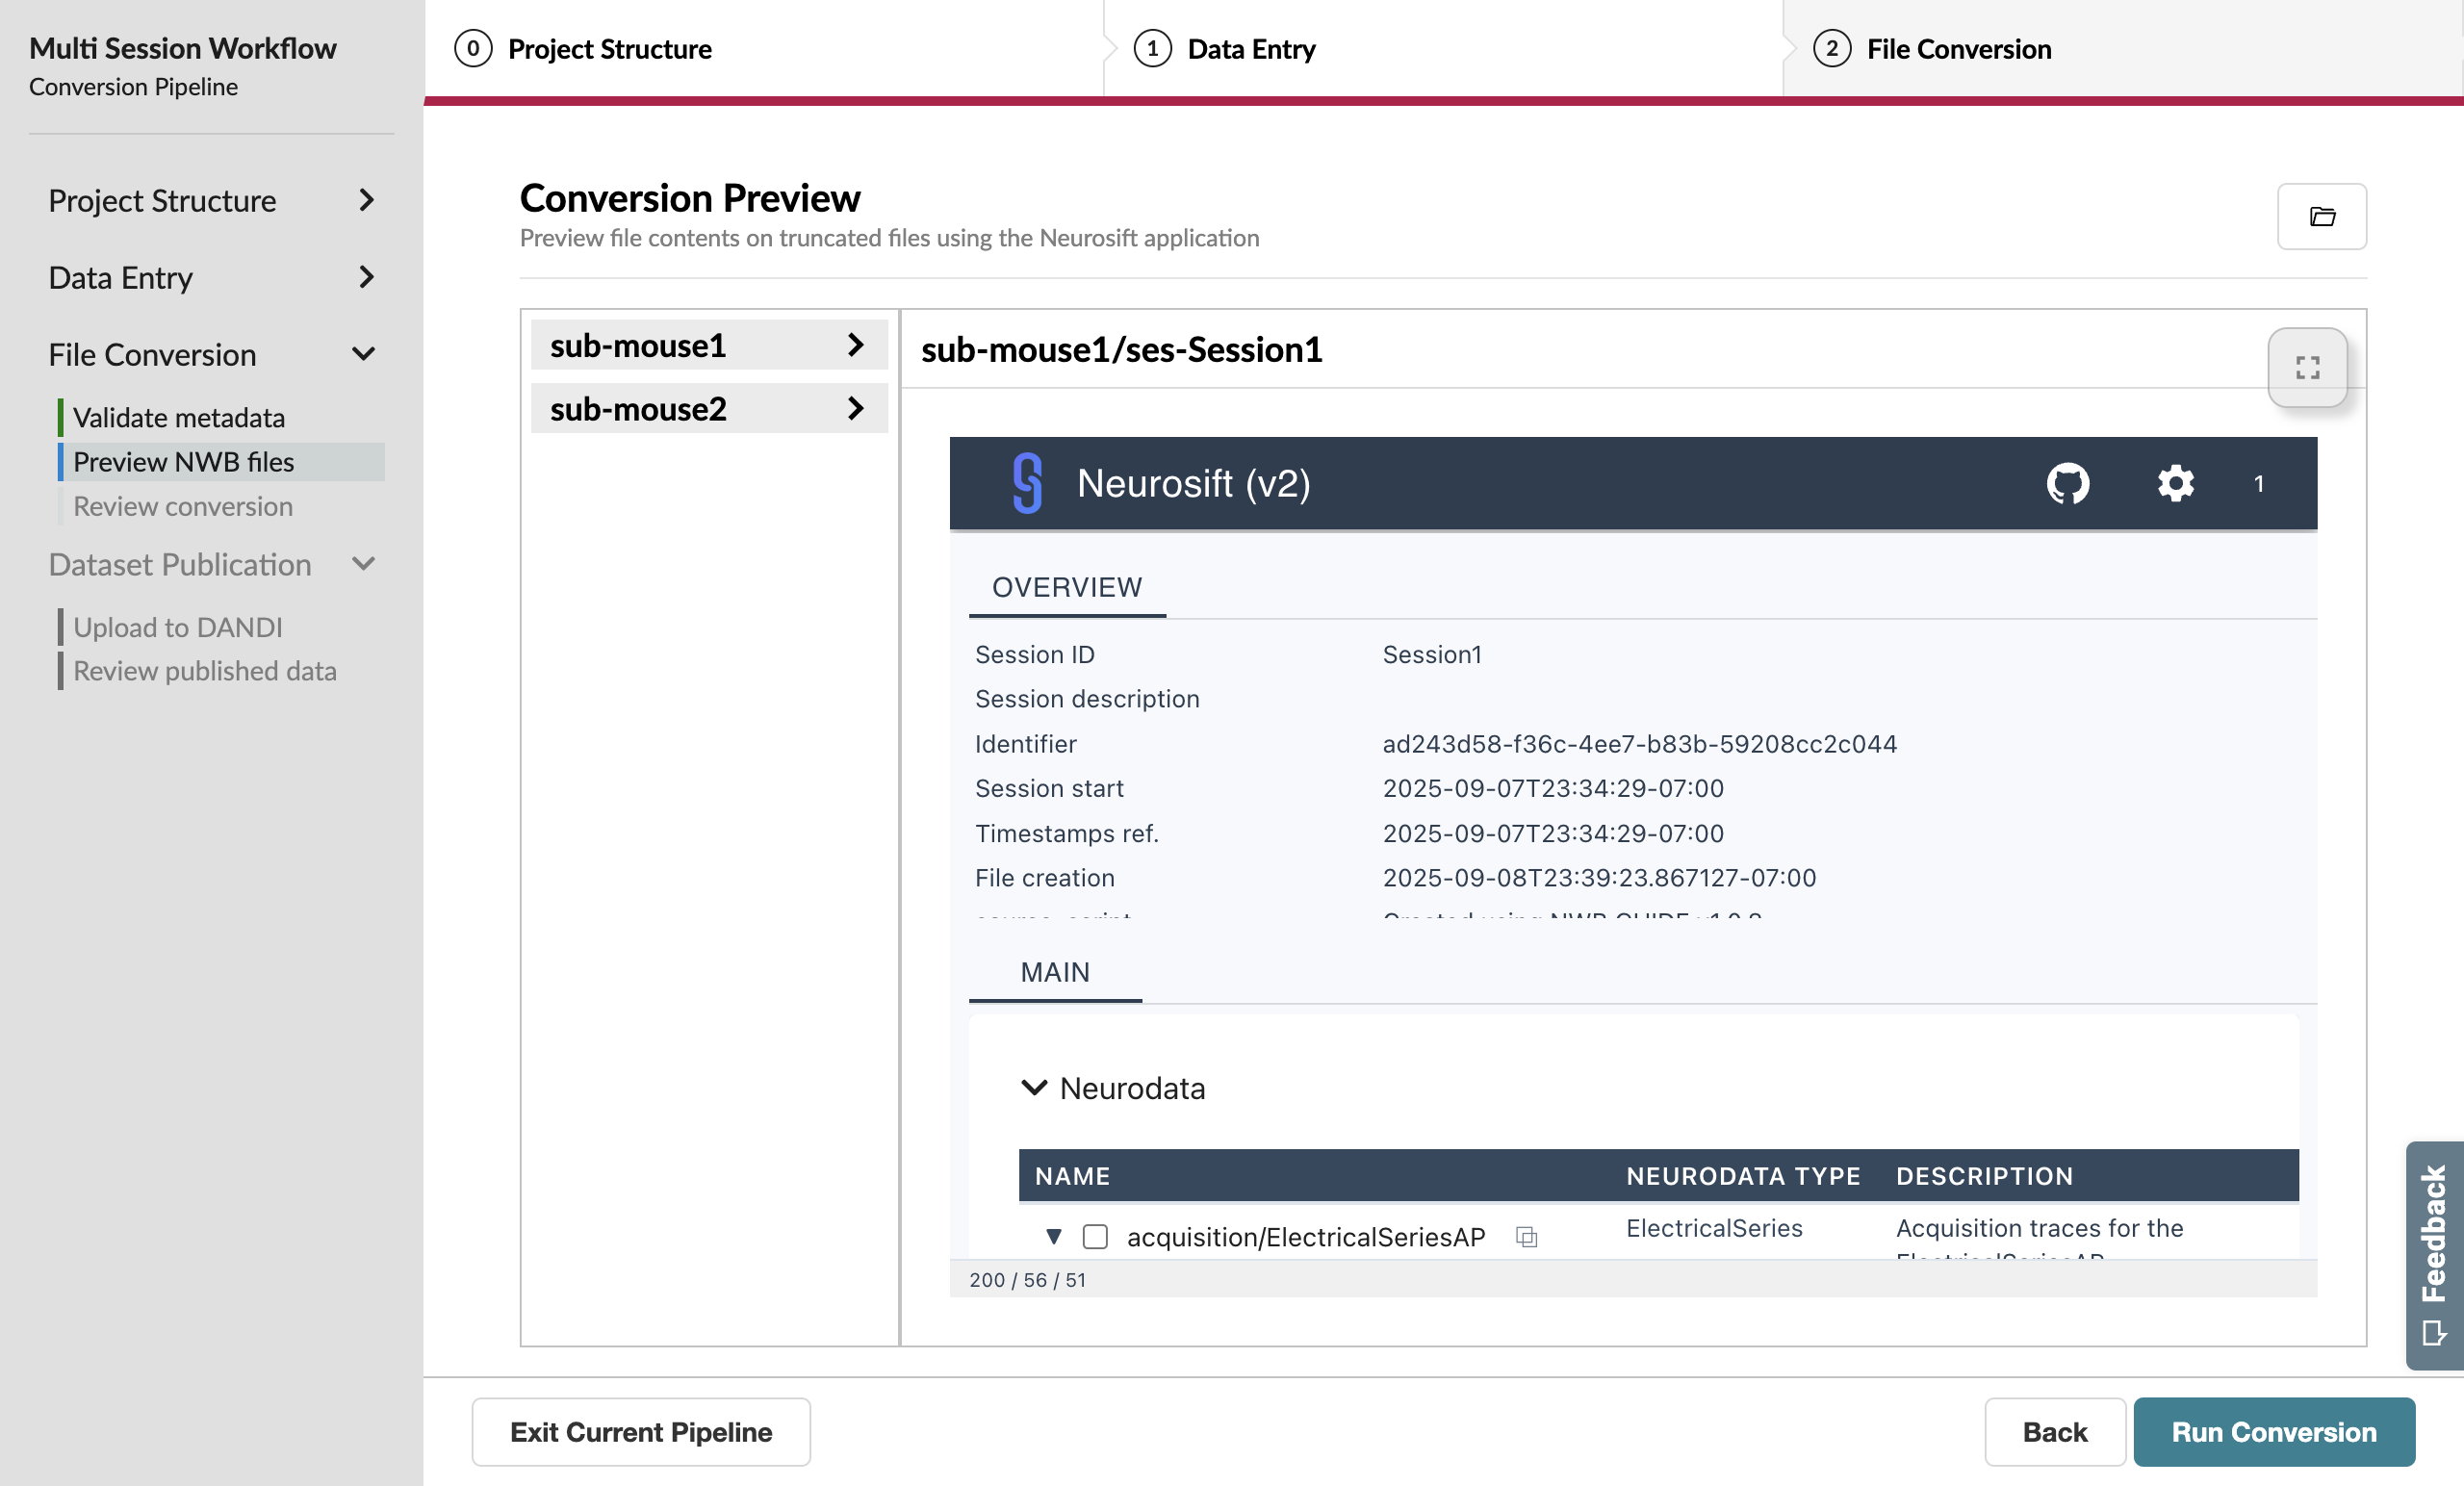 Multi Session Workflow
Conversion Pipeline
Project Structure
Data Entry
File Conversion
Validate metadata
Preview NWB files
Review conversion
Dataset Publication
Upload to DANDI
Review published data
0 Project Structure
1 Data Entry
2 File Conversion
Conversion Preview
Preview file contents on truncated files using the Neurosift application
sub-mouse1
sub-mouse2
sub-mouse1/ses-Session1
Neurosift (v2)
1
OVERVIEW
Session ID Session1
Session description
Identifier ad243d58-f36c-4ee7-b83b-59208cc2c044
Session start 2025-09-07T23:34:29-07:00
Timestamps ref. 2025-09-07T23:34:29-07:00
File creation 2025-09-08T23:39:23.867127-07:00
MAIN
Neurodata
NAME NEURODATA TYPE DESCRIPTION
acquisition/ElectricalSeriesAP ElectricalSeries Acquisition traces for the
200 / 56 / 51
Feedback
Exit Current Pipeline
Back
Run Conversion